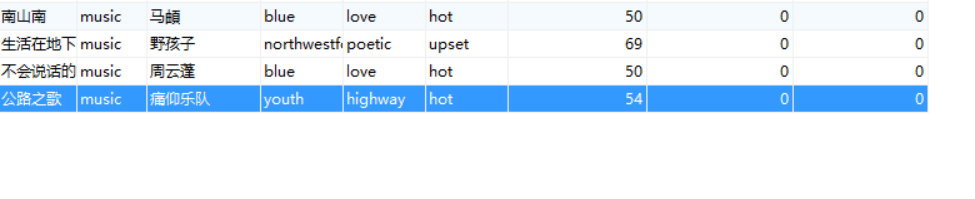 南山南 music 马頔 blue love hot 50 0 0
生活在地下 music 野孩子 northwestf poetic upset 69 0 0
不会说话的 music 周云蓬 blue love hot 50 0 0
公路之歌 music 痛仰乐队 youth highway hot 54 0 0